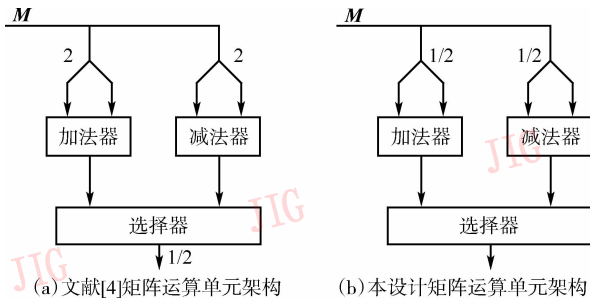 M M
2 2 1/2 1/2
加法器 减法器 加法器 减法器
JIG
JIG
选择器 选择器
1/2
JIG
(a)文献[4]矩阵运算单元架构 (b)本设计矩阵运算单元架构